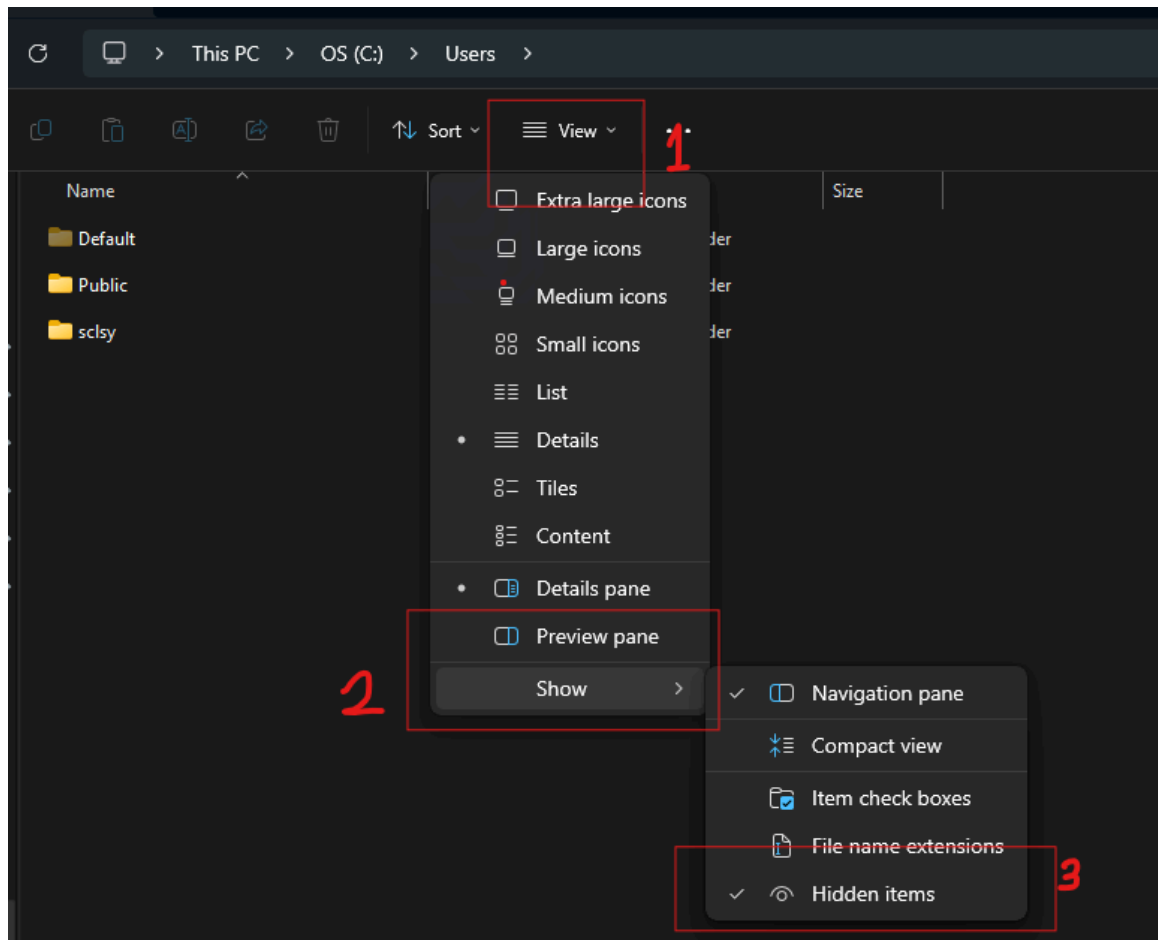 This PC > OS (C:) > Users >
Sort View ... 1
Name Size
Default der
Public der
sclsy der
Extra large icons
Large icons
Medium icons
Small icons
List
Details
Tiles
Content
Details pane
Preview pane
2 Show >
Navigation pane
Compact view
Item check boxes
File name extensions
Hidden items 3